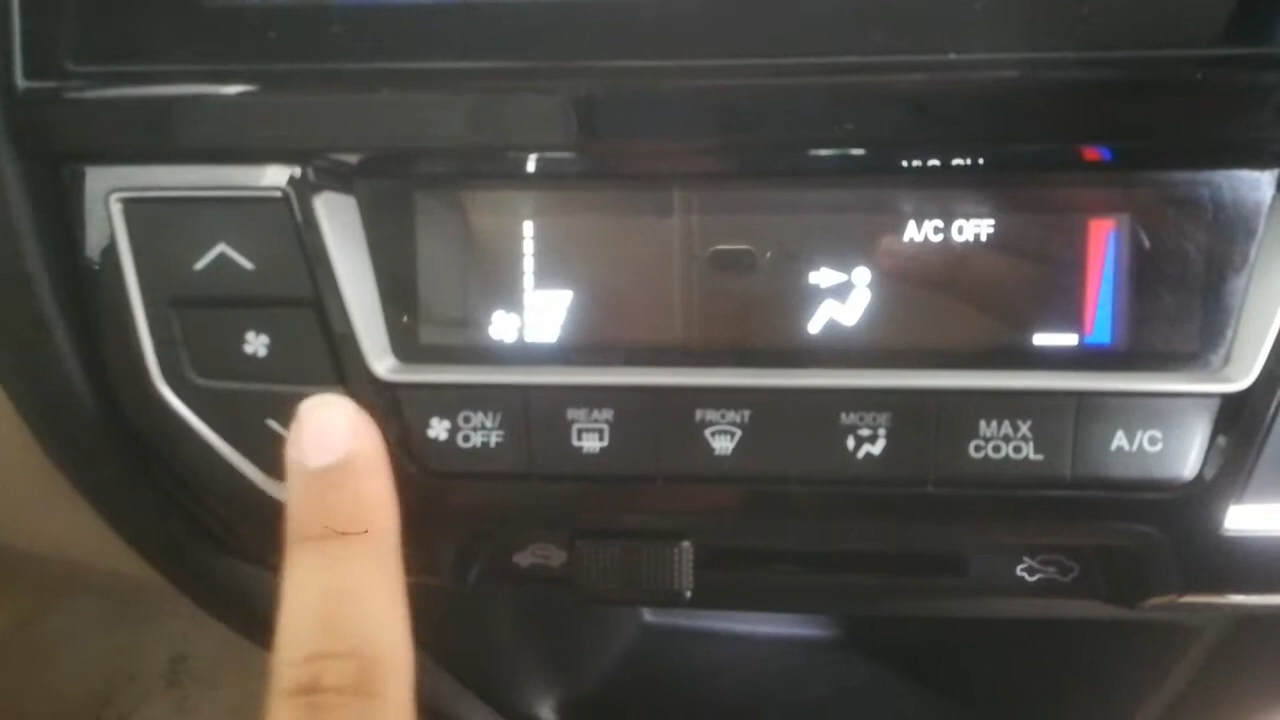 A/C OFF
ON/
OFF
REAR
FRONT
MODE
MAX
COOL
A/C